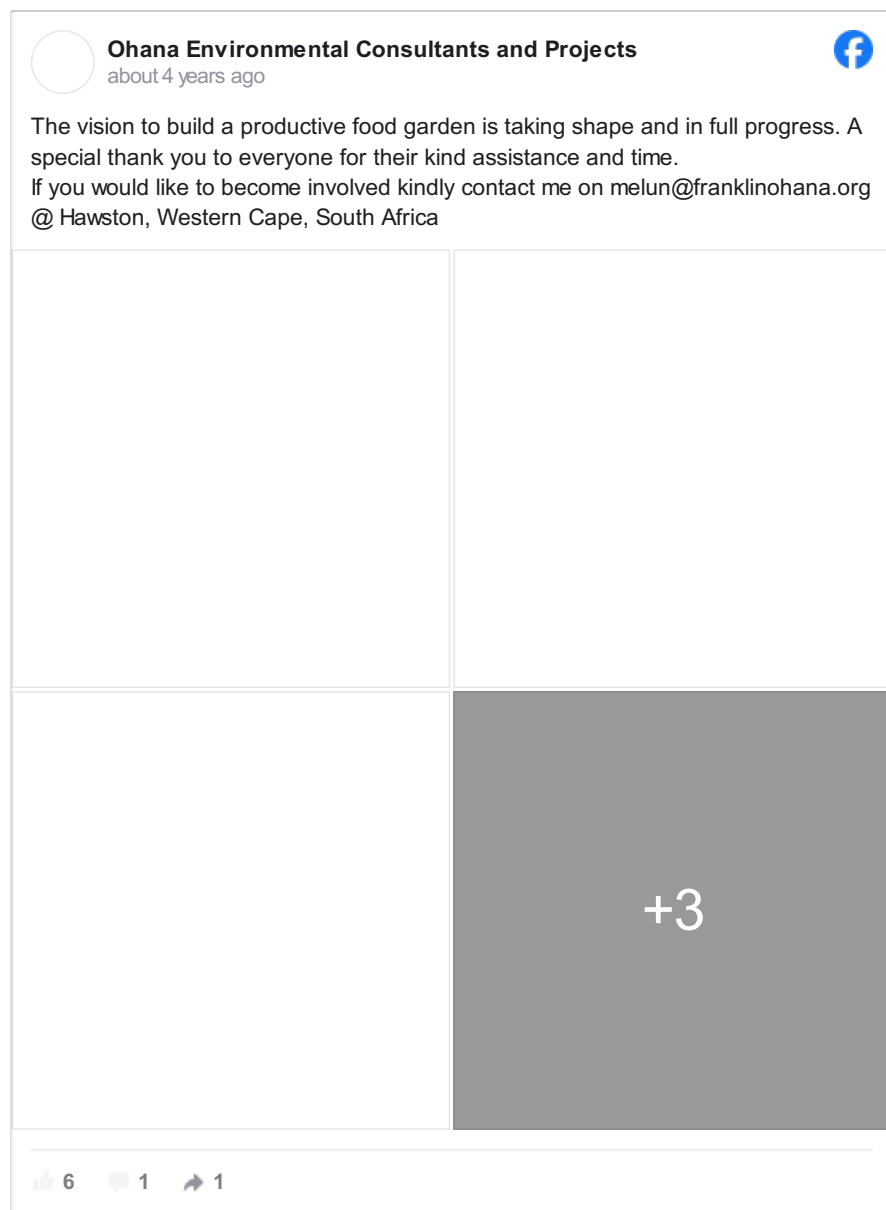 Ohana Environmental Consultants and Projects
about 4 years ago
The vision to build a productive food garden is taking shape and in full progress. A
special thank you to everyone for their kind assistance and time.
If you would like to become involved kindly contact me on melun@franklinohana.org
@ Hawston, Western Cape, South Africa
+3
6 1 1